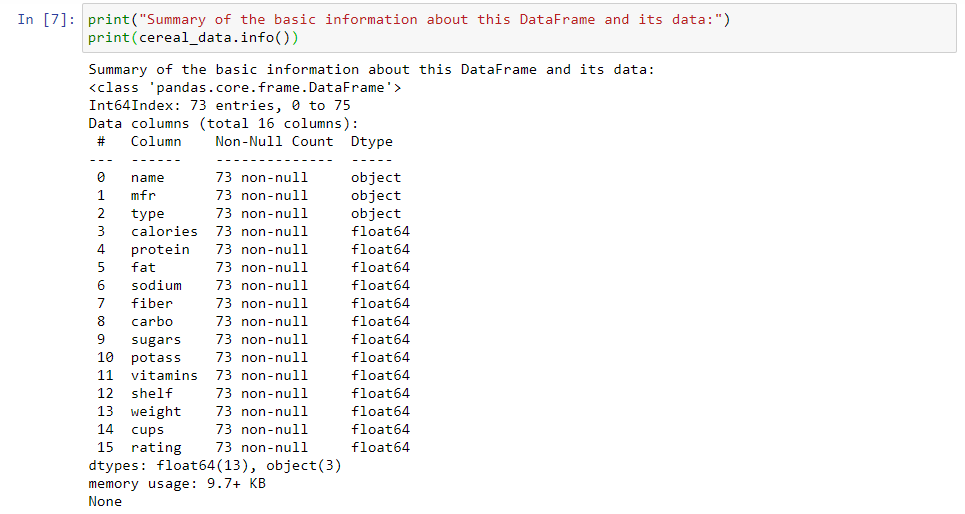 In [7]: print("Summary of the basic information about this DataFrame and its data:")
print(cereal_data.info())
Summary of the basic information about this DataFrame and its data:
<class 'pandas.core.frame.DataFrame'>
Int64Index: 73 entries, 0 to 75
Data columns (total 16 columns):
 #   Column    Non-Null Count  Dtype
---  ------    --------------  -----
 0   name      73 non-null     object
 1   mfr       73 non-null     object
 2   type      73 non-null     object
 3   calories  73 non-null     float64
 4   protein   73 non-null     float64
 5   fat       73 non-null     float64
 6   sodium    73 non-null     float64
 7   fiber     73 non-null     float64
 8   carbo     73 non-null     float64
 9   sugars    73 non-null     float64
 10  potass    73 non-null     float64
 11  vitamins  73 non-null     float64
 12  shelf     73 non-null     float64
 13  weight    73 non-null     float64
 14  cups      73 non-null     float64
 15  rating    73 non-null     float64
dtypes: float64(13), object(3)
memory usage: 9.7+ KB
None